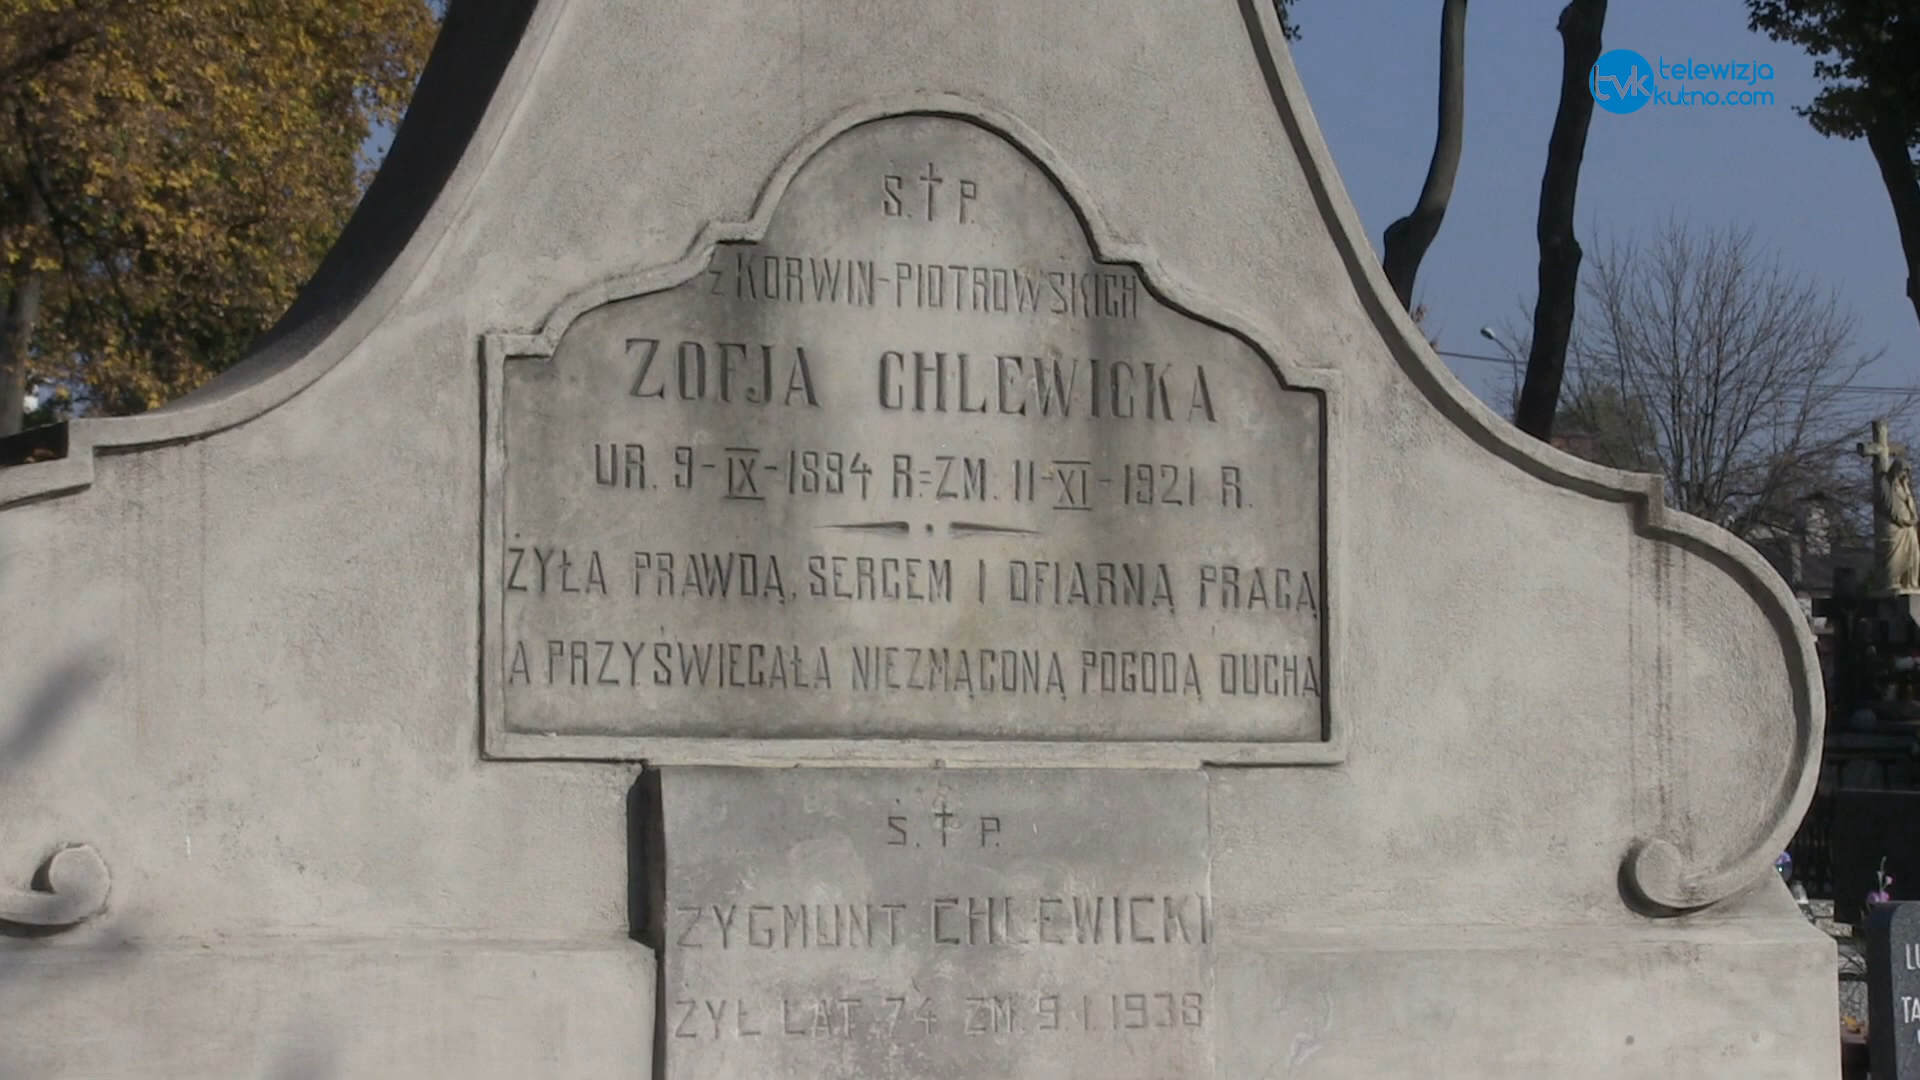 telewizja
tvk kutno.com
Ś.†P.
z KORWIN-PIOTROWSKICH
ZOFJA CHLEWICKA
UR. 9-IX-1894 R.=ZM. 11-XI-1921 R.
ŻYŁA PRAWDĄ, SERCEM I OFIARNĄ PRACĄ
A PRZYŚWIECAŁA NIEZMĄCONĄ POGODĄ DUCHA
Ś.†P.
ZYGMUNT CHLEWICKI
ŻYŁ LAT 74 ZM. 9.I.1938